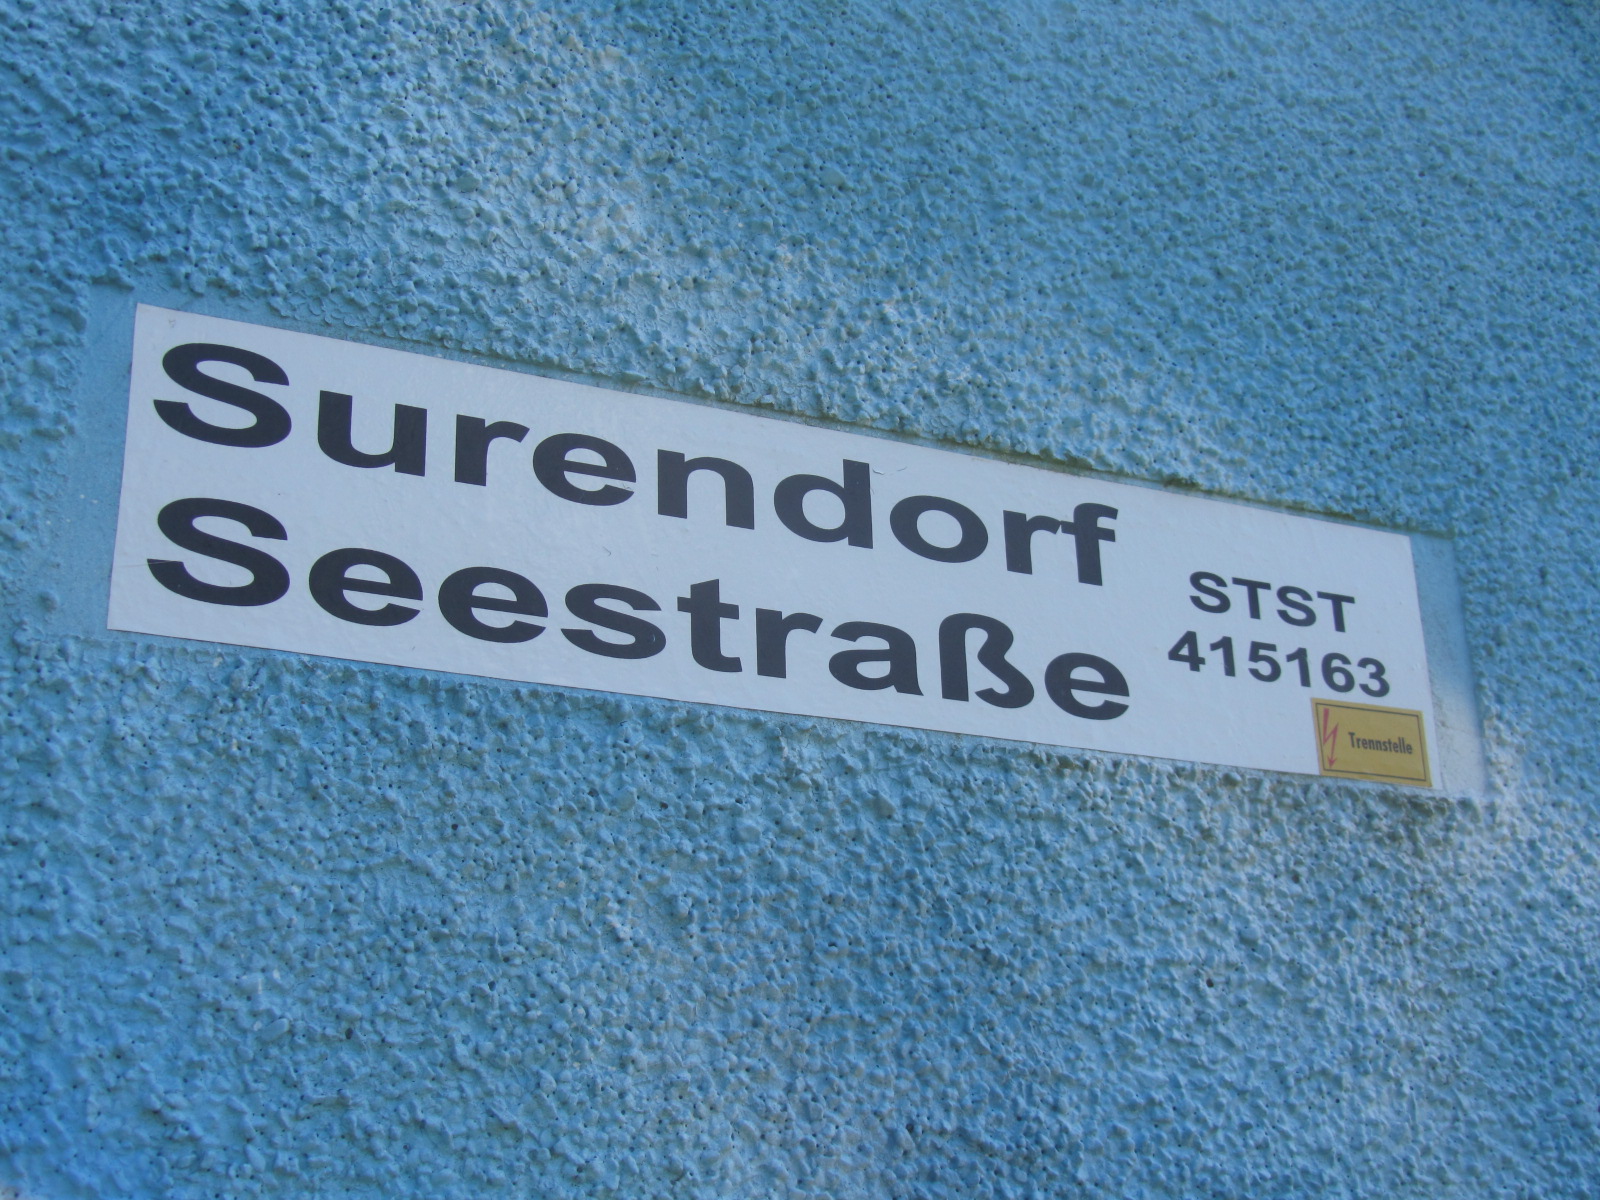 Surendorf
Seestraße
STST
415163
Trennstelle